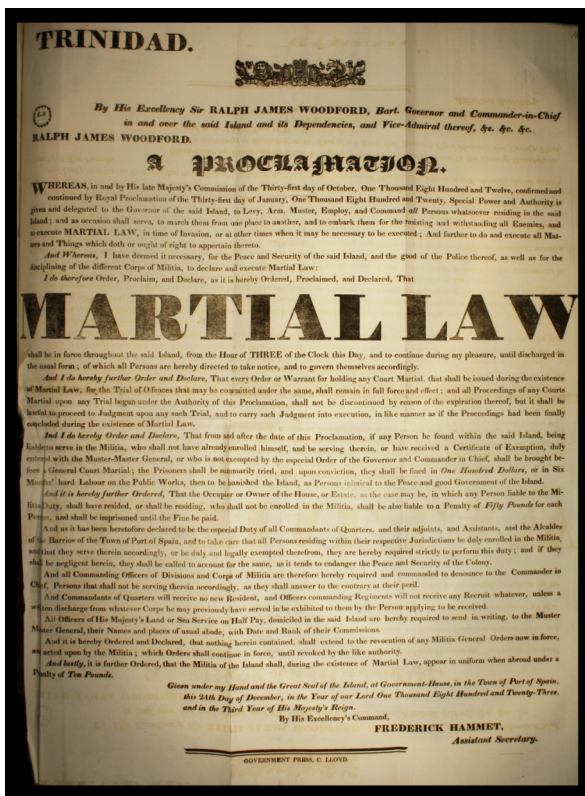 TRINIDAD.
By His Excellency Sir RALPH JAMES WOODFORD, Bart. Governor and Commander-in-Chief
in and over the said Island and its Dependencies, and Vice-Admiral thereof, &c. &c. &c.
RALPH JAMES WOODFORD.
A PROCLAMATION.
WHEREAS, in and by His late Majesty's Commission of the Thirty-first day of October, One Thousand Eight Hundred and Twelve, confirmed and
continued by Royal Proclamation of the Thirty-first day of January, One Thousand Eight Hundred and Twenty, Special Power and Authority is
given and delegated to the Governor of the said Island, to Levy, Arm, Muster, Employ, and Command all Persons whatsoever residing in the said
Island; and as occasion shall serve, to march them from one place to another, and to embark them for the resisting and withstanding all Enemies, and
to execute MARTIAL LAW, in time of Invasion, or at other times when it may be necessary to be executed; And further to do and execute all Mat-
ters and Things which doth or ought of right to appertain thereto.
And Whereas, I have deemed it necessary, for the Peace and Security of the said Island, and the good of the Police thereof, as well as for the
disciplining of the different Corps of Militia, to declare and execute Martial Law:
I do therefore Order, Proclaim, and Declare, as it is hereby Ordered, Proclaimed, and Declared, That
MARTIAL LAW
shall be in force throughout the said Island, from the Hour of THREE of the Clock this Day, and to continue during my pleasure, until discharged in
the usual form; of which all Persons are hereby directed to take notice, and to govern themselves accordingly.
And I do hereby further Order and Declare, That every Order or Warrant for holding any Court Martial, that shall be issued during the existence
of Martial Law, for the Trial of Offences that may be committed under the same, shall remain in full force and effect; and all Proceedings of any Courts
Martial upon any Trial begun under the Authority of this Proclamation, shall not be discontinued by reason of the expiration thereof, but it shall be
lawful to proceed to Judgment upon any such Trial, and to carry such Judgment into execution, in like manner as if the Proceedings had been finally
concluded during the existence of Martial Law.
And I do hereby Order and Declare, That from and after the date of this Proclamation, if any Person be found within the said Island, being
liable to serve in the Militia, who shall not have already enrolled himself, and be serving therein, or have received a Certificate of Exemption, duly
entered with the Muster-Master General, or who is not exempted by the especial Order of the Governor and Commander in Chief, shall be brought be-
fore a General Court Martial; the Prisoners shall be summarily tried, and upon conviction, they shall be fined in One Hundred Dollars, or in Six
Months' hard Labour on the Public Works, then to be banished the Island, as Persons inimical to the Peace and good Government of the Island.
And it is hereby further Ordered, That the Occupier or Owner of the House, or Estate, as the case may be, in which any Person liable to the Mi-
litia Duty, shall have resided, or shall be residing, who shall not be enrolled in the Militia, shall be also liable to a Penalty of Fifty Pounds for each
Person, and shall be imprisoned until the Fine be paid.
And as it has been heretofore declared to be the especial Duty of all Commandants of Quarters, and their adjoints, and Assistants, and the Alcaldes
of the Barrios of the Town of Port of Spain, and to take care that all Persons residing within their respective Jurisdictions be duly enrolled in the Militia,
and that they serve therein accordingly, or be duly and legally exempted therefrom, they are hereby required strictly to perform this duty; and if they
shall be negligent herein, they shall be called to account for the same, as it tends to endanger the Peace and Security of the Colony.
And all Commanding Officers of Divisions and Corps of Militia are therefore hereby required and commanded to denounce to the Commander in
Chief, Persons that shall not be serving therein accordingly, as they shall answer to the contrary at their peril.
And Commandants of Quarters will receive no new Resident, and Officers commanding Regiments will not receive any Recruit whatever, unless a
written discharge from whatever Corps he may previously have served in be exhibited to them by the Person applying to be received.
All Officers of His Majesty's Land or Sea Service on Half Pay, domiciled in the said Island are hereby required to send in writing, to the Muster
Master General, their Names and places of usual abode, with Date and Rank of their Commissions.
And it is hereby Ordered and Declared, that nothing herein contained, shall extend to the revocation of any Militia General Orders now in force,
and acted upon by the Militia; which Orders shall continue in force, until revoked by the like authority.
And lastly, it is further Ordered, that the Militia of the Island shall, during the existence of Martial Law, appear in uniform when abroad under a
Penalty of Ten Pounds.
Given under my Hand and the Great Seal of the Island, at Government-House, in the Town of Port of Spain,
this 24th Day of December, in the Year of our Lord One Thousand Eight Hundred and Twenty-Three,
and in the Third Year of His Majesty's Reign.
By His Excellency's Command,
FREDERICK HAMMET,
Assistant Secretary.
GOVERNMENT PRESS, C. LLOYD.